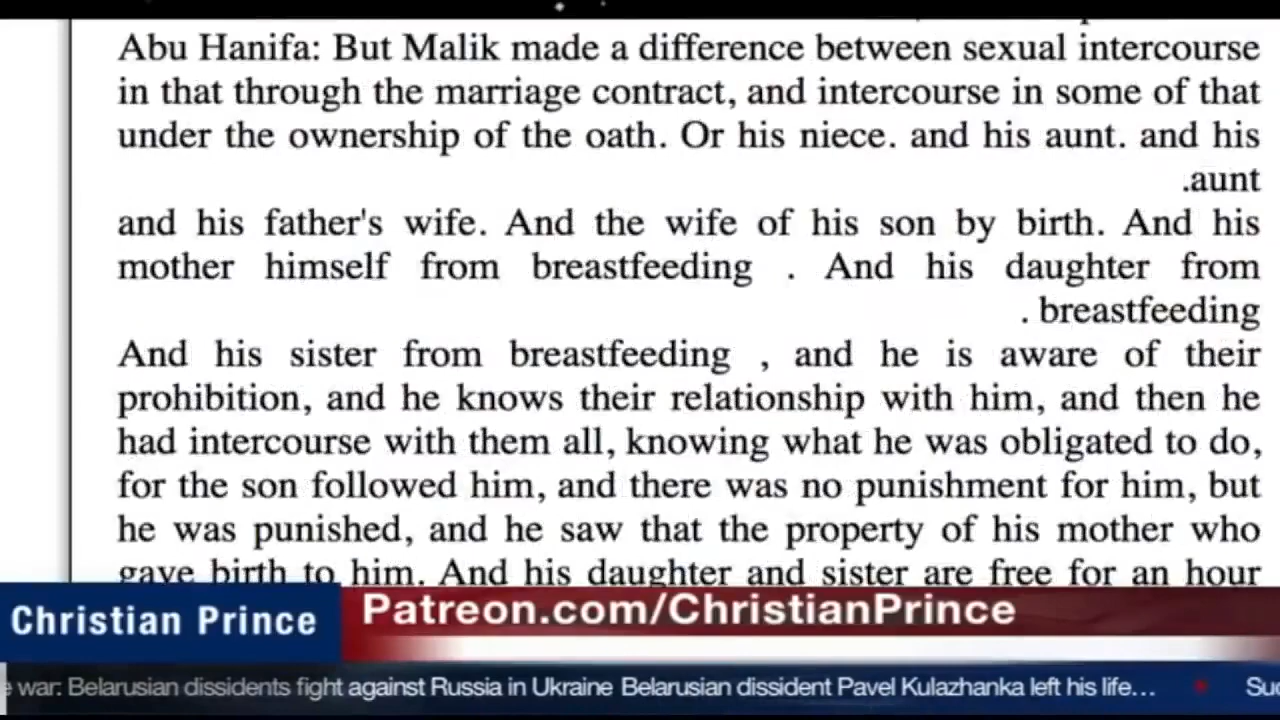 Abu Hanifa: But Malik made a difference between sexual intercourse
in that through the marriage contract, and intercourse in some of that
under the ownership of the oath. Or his niece. and his aunt. and his
.aunt
and his father's wife. And the wife of his son by birth. And his
mother himself from breastfeeding . And his daughter from
. breastfeeding
And his sister from breastfeeding , and he is aware of their
prohibition, and he knows their relationship with him, and then he
had intercourse with them all, knowing what he was obligated to do,
for the son followed him, and there was no punishment for him, but
he was punished, and he saw that the property of his mother who
gave birth to him. And his daughter and sister are free for an hour
Christian Prince
Patreon.com/ChristianPrince
e war: Belarusian dissidents fight against Russia in Ukraine Belarusian dissident Pavel Kulazhanka left his life…